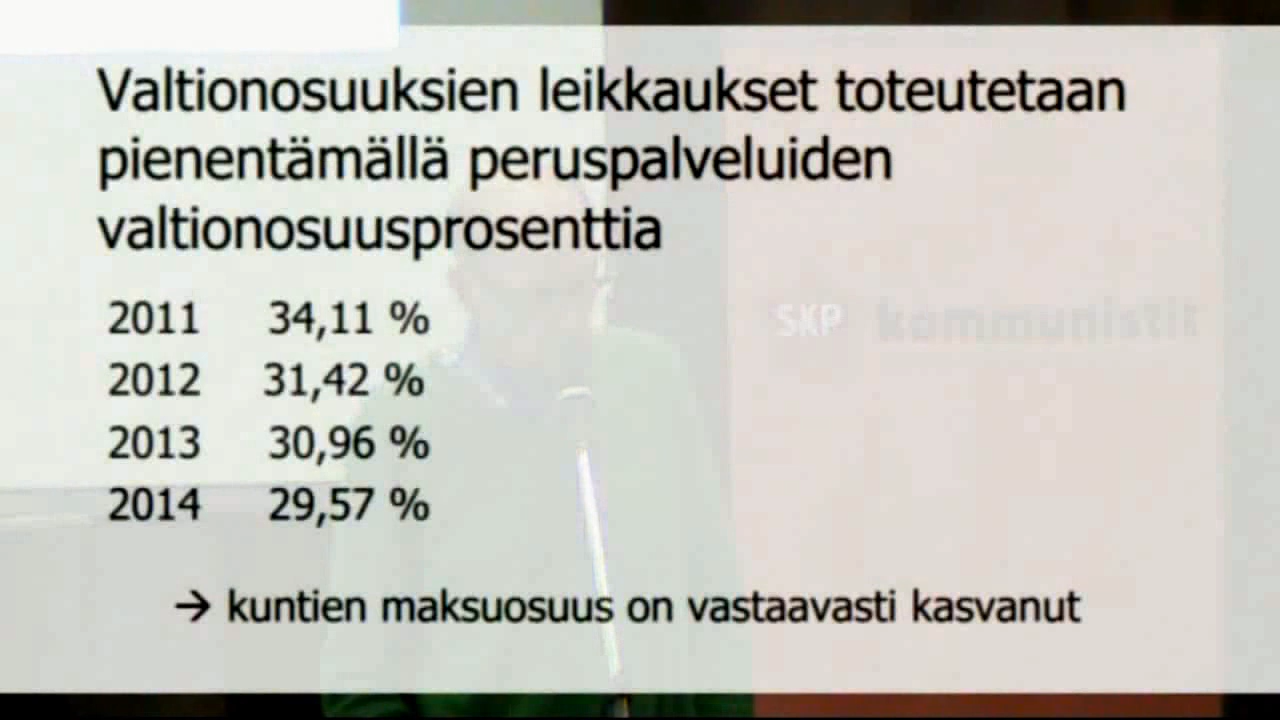 Valtionosuuksien leikkaukset toteutetaan
pienentämällä peruspalveluiden
valtionosuusprosenttia
2011 34,11 %
2012 31,42 %
2013 30,96 %
2014 29,57 %
SKP kommunistit
→ kuntien maksuosuus on vastaavasti kasvanut